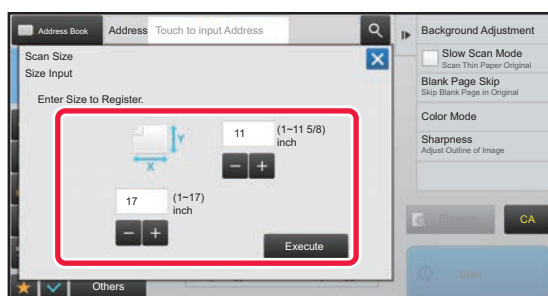 Address Book Address Touch to input Address
Scan Size
Size Input
Enter Size to Register.
Y
X
11 (1~11 5/8)
inch
17 (1~17)
inch
Execute
Others
Background Adjustment
Slow Scan Mode
Scan Thin Paper Original
Blank Page Skip
Skip Blank Page in Original
Color Mode
Sharpness
Adjust Outline of Image
CA